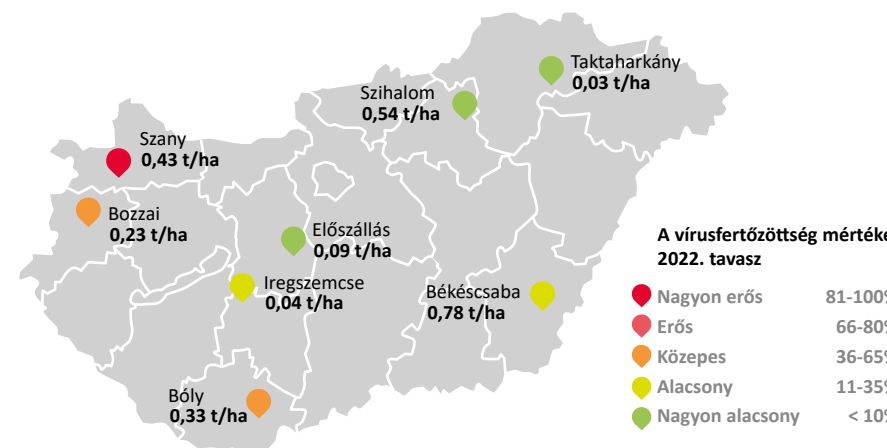 Taktaharkány
0,03 t/ha
Szihalom
0,54 t/ha
Szany
0,43 t/ha
Bozzai
0,23 t/ha
Előszállás
0,09 t/ha
Iregszemcse
0,04 t/ha
Békéscsaba
0,78 t/ha
Bóly
0,33 t/ha
A vírusfertőzöttség mértéke
2022. tavasz
Nagyon erős 81-100%
Erős 66-80%
Közepes 36-65%
Alacsony 11-35%
Nagyon alacsony < 10%